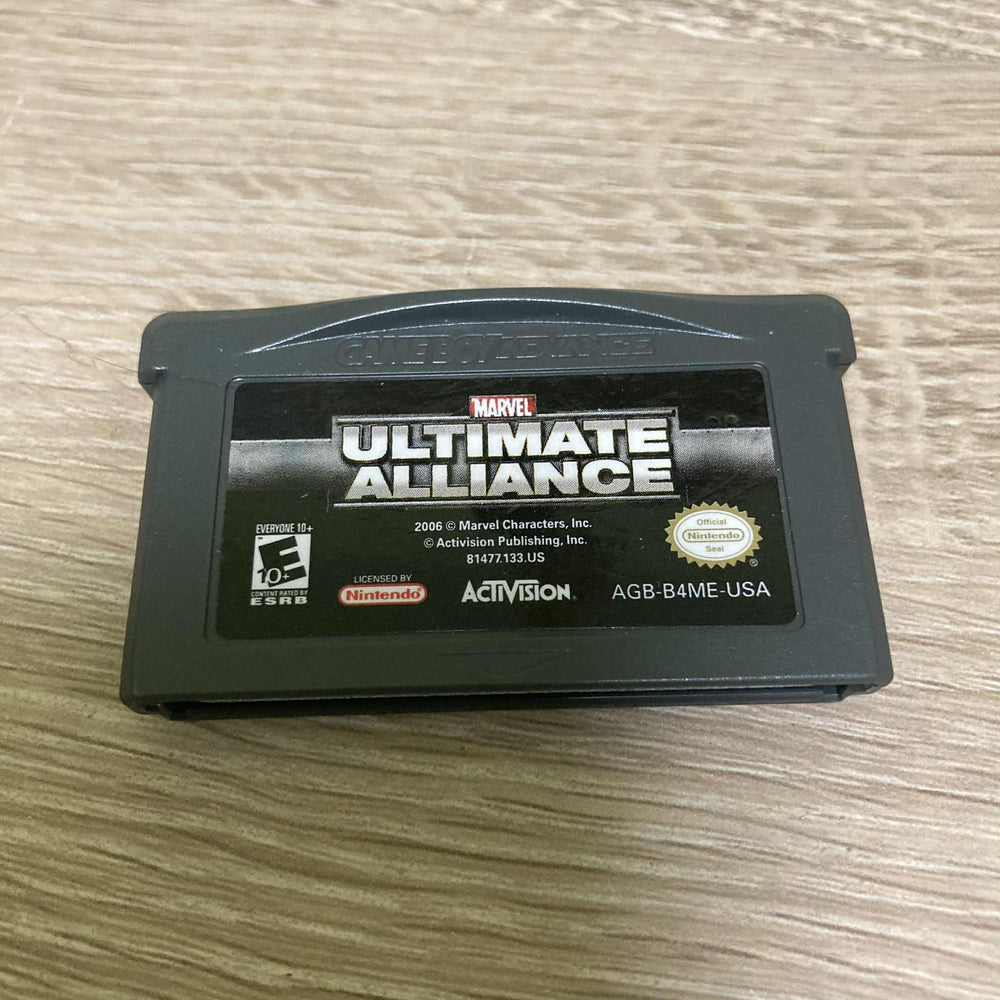 GAME BOY ADVANCE
MARVEL
ULTIMATE
ALLIANCE
2006 © Marvel Characters, Inc.
© Activision Publishing, Inc.
81477.133.US
EVERYONE 10+
E
10+
CONTENT RATED BY
ESRB
LICENSED BY
Nintendo®
ACTIVISION®
Official
Nintendo
Seal
®
AGB-B4ME-USA